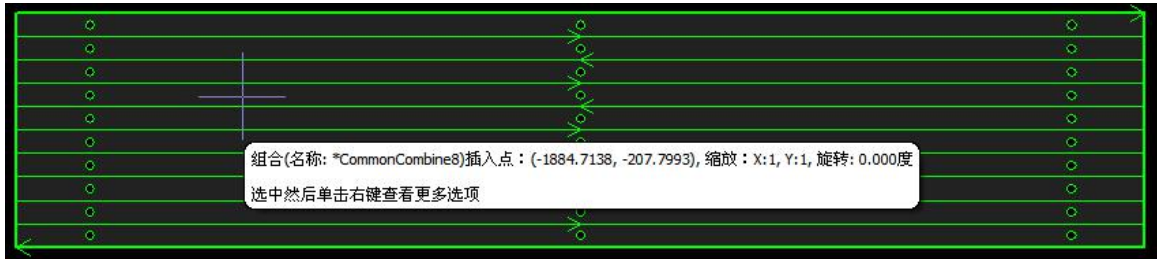 组合(名称: *CommonCombine8)插入点：(-1884.7138, -207.7993), 缩放：X:1, Y:1, 旋转: 0.000度
选中然后单击右键查看更多选项